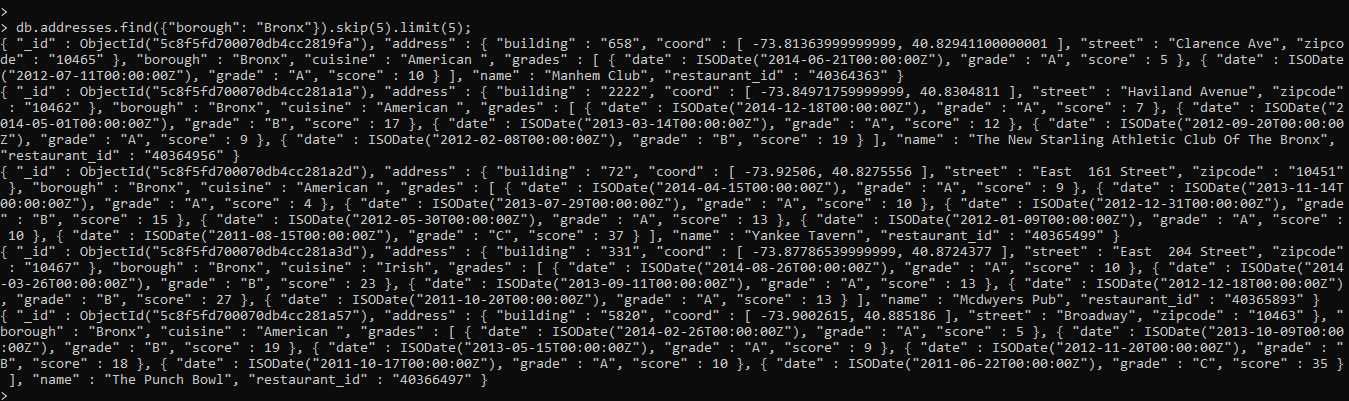 >
> db.addresses.find({"borough": "Bronx"}).skip(5).limit(5);
{ "_id" : ObjectId("5c8f5fd700070db4cc2819fa"), "address" : { "building" : "658", "coord" : [ -73.81363999999999, 40.82941100000001 ], "street" : "Clarence Ave", "zipco
de" : "10465" }, "borough" : "Bronx", "cuisine" : "American ", "grades" : [ { "date" : ISODate("2014-06-21T00:00:00Z"), "grade" : "A", "score" : 5 }, { "date" : ISODate
("2012-07-11T00:00:00Z"), "grade" : "A", "score" : 10 } ], "name" : "Manhem Club", "restaurant_id" : "40364363" }
{ "_id" : ObjectId("5c8f5fd700070db4cc281a1a"), "address" : { "building" : "2222", "coord" : [ -73.84971759999999, 40.8304811 ], "street" : "Haviland Avenue", "zipcode"
 : "10462" }, "borough" : "Bronx", "cuisine" : "American ", "grades" : [ { "date" : ISODate("2014-12-18T00:00:00Z"), "grade" : "A", "score" : 7 }, { "date" : ISODate("2
014-05-01T00:00:00Z"), "grade" : "B", "score" : 17 }, { "date" : ISODate("2013-03-14T00:00:00Z"), "grade" : "A", "score" : 12 }, { "date" : ISODate("2012-09-20T00:00:00
Z"), "grade" : "A", "score" : 9 }, { "date" : ISODate("2012-02-08T00:00:00Z"), "grade" : "B", "score" : 19 } ], "name" : "The New Starling Athletic Club Of The Bronx",
"restaurant_id" : "40364956" }
{ "_id" : ObjectId("5c8f5fd700070db4cc281a2d"), "address" : { "building" : "72", "coord" : [ -73.92506, 40.8275556 ], "street" : "East  161 Street", "zipcode" : "10451"
 }, "borough" : "Bronx", "cuisine" : "American ", "grades" : [ { "date" : ISODate("2014-04-15T00:00:00Z"), "grade" : "A", "score" : 9 }, { "date" : ISODate("2013-11-14T
00:00:00Z"), "grade" : "A", "score" : 4 }, { "date" : ISODate("2013-07-29T00:00:00Z"), "grade" : "A", "score" : 10 }, { "date" : ISODate("2012-12-31T00:00:00Z"), "grade
" : "B", "score" : 15 }, { "date" : ISODate("2012-05-30T00:00:00Z"), "grade" : "A", "score" : 13 }, { "date" : ISODate("2012-01-09T00:00:00Z"), "grade" : "A", "score" :
 10 }, { "date" : ISODate("2011-08-15T00:00:00Z"), "grade" : "C", "score" : 37 } ], "name" : "Yankee Tavern", "restaurant_id" : "40365499" }
{ "_id" : ObjectId("5c8f5fd700070db4cc281a3d"), "address" : { "building" : "331", "coord" : [ -73.87786539999999, 40.8724377 ], "street" : "East  204 Street", "zipcode"
 : "10467" }, "borough" : "Bronx", "cuisine" : "Irish", "grades" : [ { "date" : ISODate("2014-08-26T00:00:00Z"), "grade" : "A", "score" : 10 }, { "date" : ISODate("2014
-03-26T00:00:00Z"), "grade" : "B", "score" : 23 }, { "date" : ISODate("2013-09-11T00:00:00Z"), "grade" : "A", "score" : 13 }, { "date" : ISODate("2012-12-18T00:00:00Z")
, "grade" : "B", "score" : 27 }, { "date" : ISODate("2011-10-20T00:00:00Z"), "grade" : "A", "score" : 13 } ], "name" : "Mcdwyers Pub", "restaurant_id" : "40365893" }
{ "_id" : ObjectId("5c8f5fd700070db4cc281a57"), "address" : { "building" : "5820", "coord" : [ -73.9002615, 40.885186 ], "street" : "Broadway", "zipcode" : "10463" }, "
borough" : "Bronx", "cuisine" : "American ", "grades" : [ { "date" : ISODate("2014-02-26T00:00:00Z"), "grade" : "A", "score" : 5 }, { "date" : ISODate("2013-10-09T00:00
:00Z"), "grade" : "B", "score" : 19 }, { "date" : ISODate("2013-05-15T00:00:00Z"), "grade" : "A", "score" : 9 }, { "date" : ISODate("2012-11-20T00:00:00Z"), "grade" : "
B", "score" : 18 }, { "date" : ISODate("2011-10-17T00:00:00Z"), "grade" : "A", "score" : 10 }, { "date" : ISODate("2011-06-22T00:00:00Z"), "grade" : "C", "score" : 35 }
 ], "name" : "The Punch Bowl", "restaurant_id" : "40366497" }
>